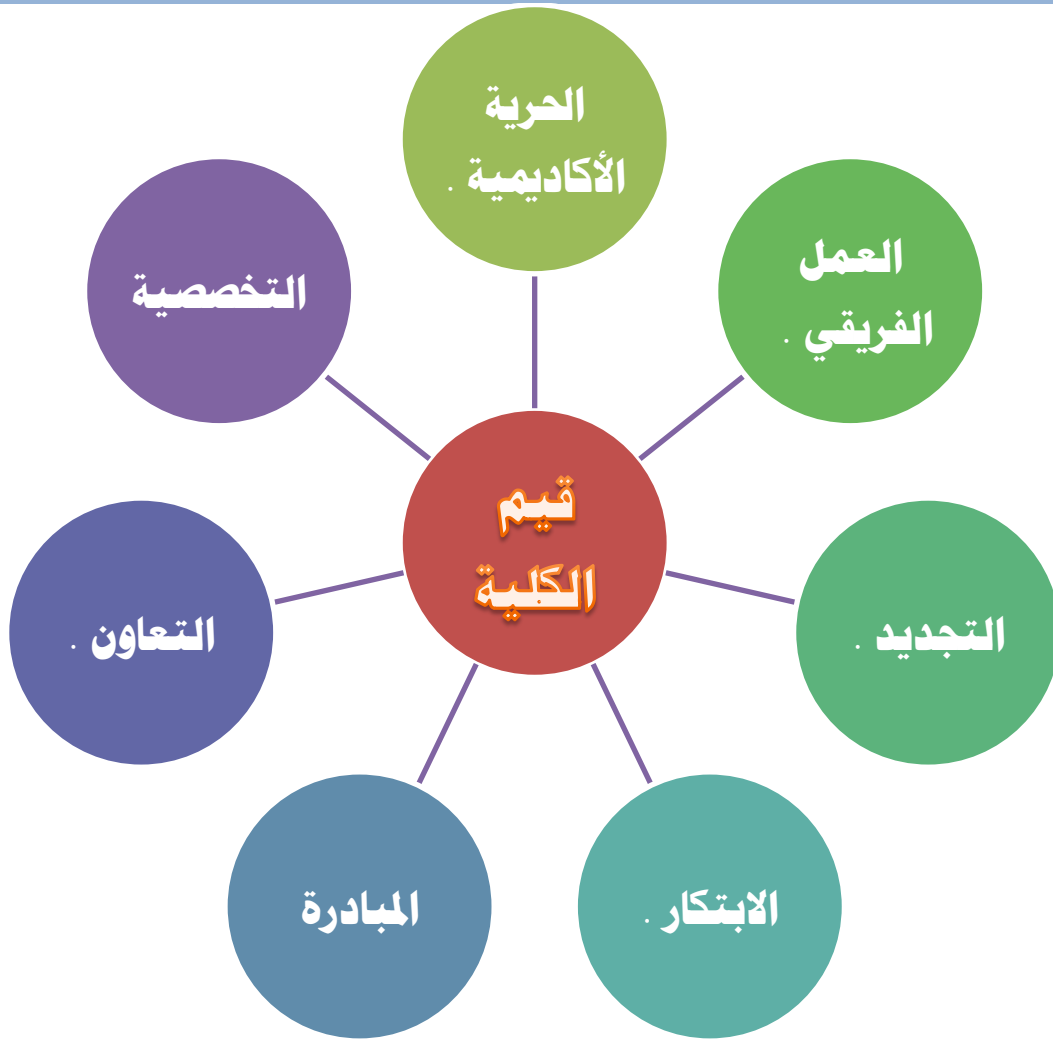 الحرية
الأكاديمية .
العمل
الفريقي .
التخصصية
قيم
الكلية
التجديد .
التعاون .
الابتكار .
المبادرة